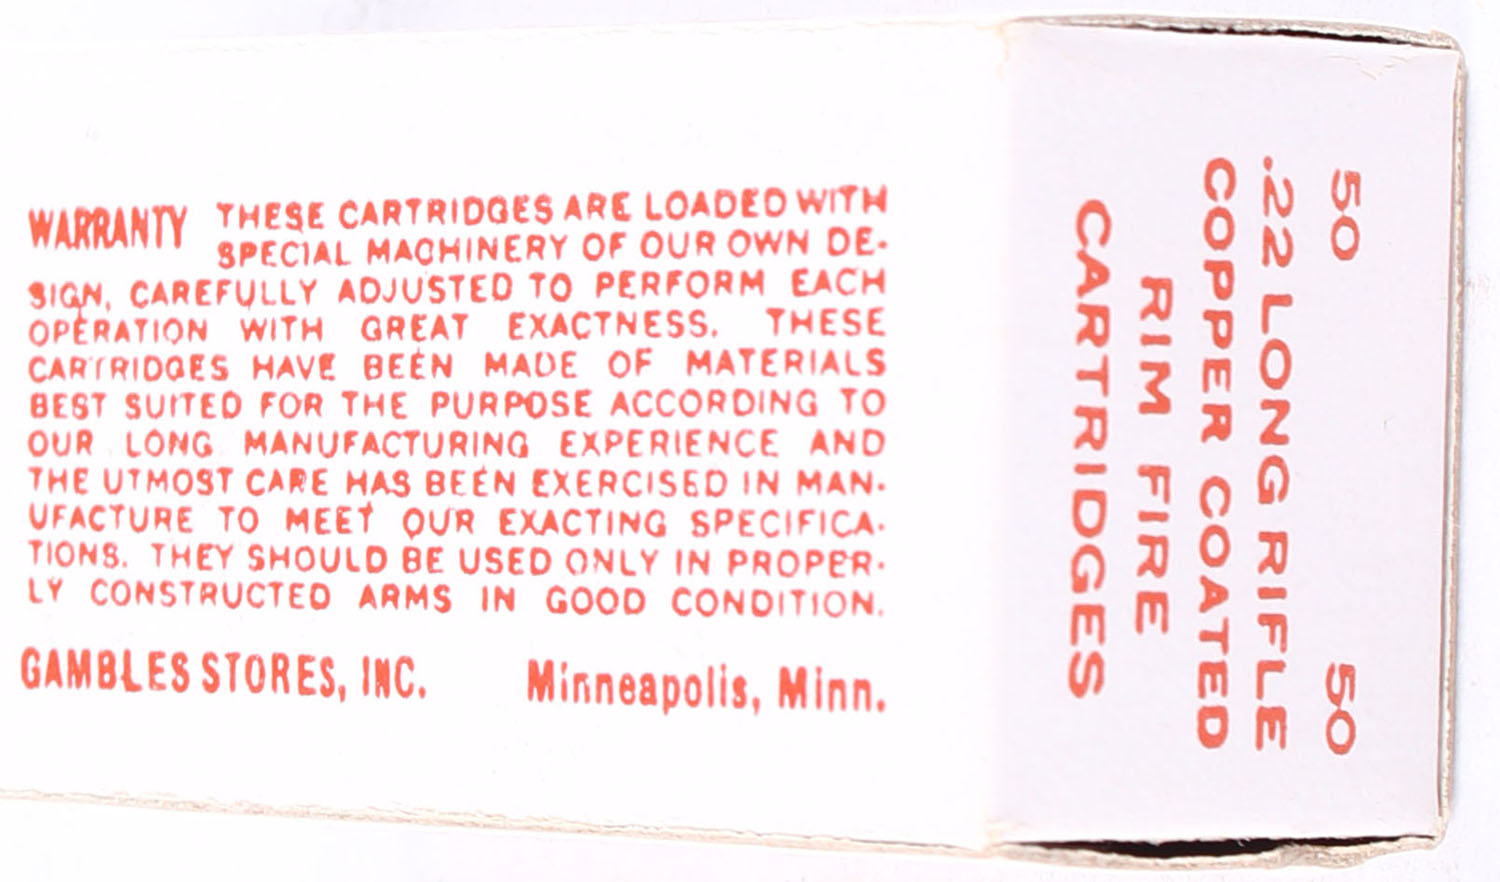 WARRANTY THESE CARTRIDGES ARE LOADED WITH
SPECIAL MACHINERY OF OUR OWN DE-
SIGN, CAREFULLY ADJUSTED TO PERFORM EACH
OPERATION WITH GREAT EXACTNESS. THESE
CARTRIDGES HAVE BEEN MADE OF MATERIALS
BEST SUITED FOR THE PURPOSE ACCORDING TO
OUR LONG MANUFACTURING EXPERIENCE AND
THE UTMOST CARE HAS BEEN EXERCISED IN MAN-
UFACTURE TO MEET OUR EXACTING SPECIFICA-
TIONS. THEY SHOULD BE USED ONLY IN PROPER-
LY CONSTRUCTED ARMS IN GOOD CONDITION.
GAMBLES STORES, INC. Minneapolis, Minn.
50 50
.22 LONG RIFLE
COPPER COATED
RIM FIRE
CARTRIDGES